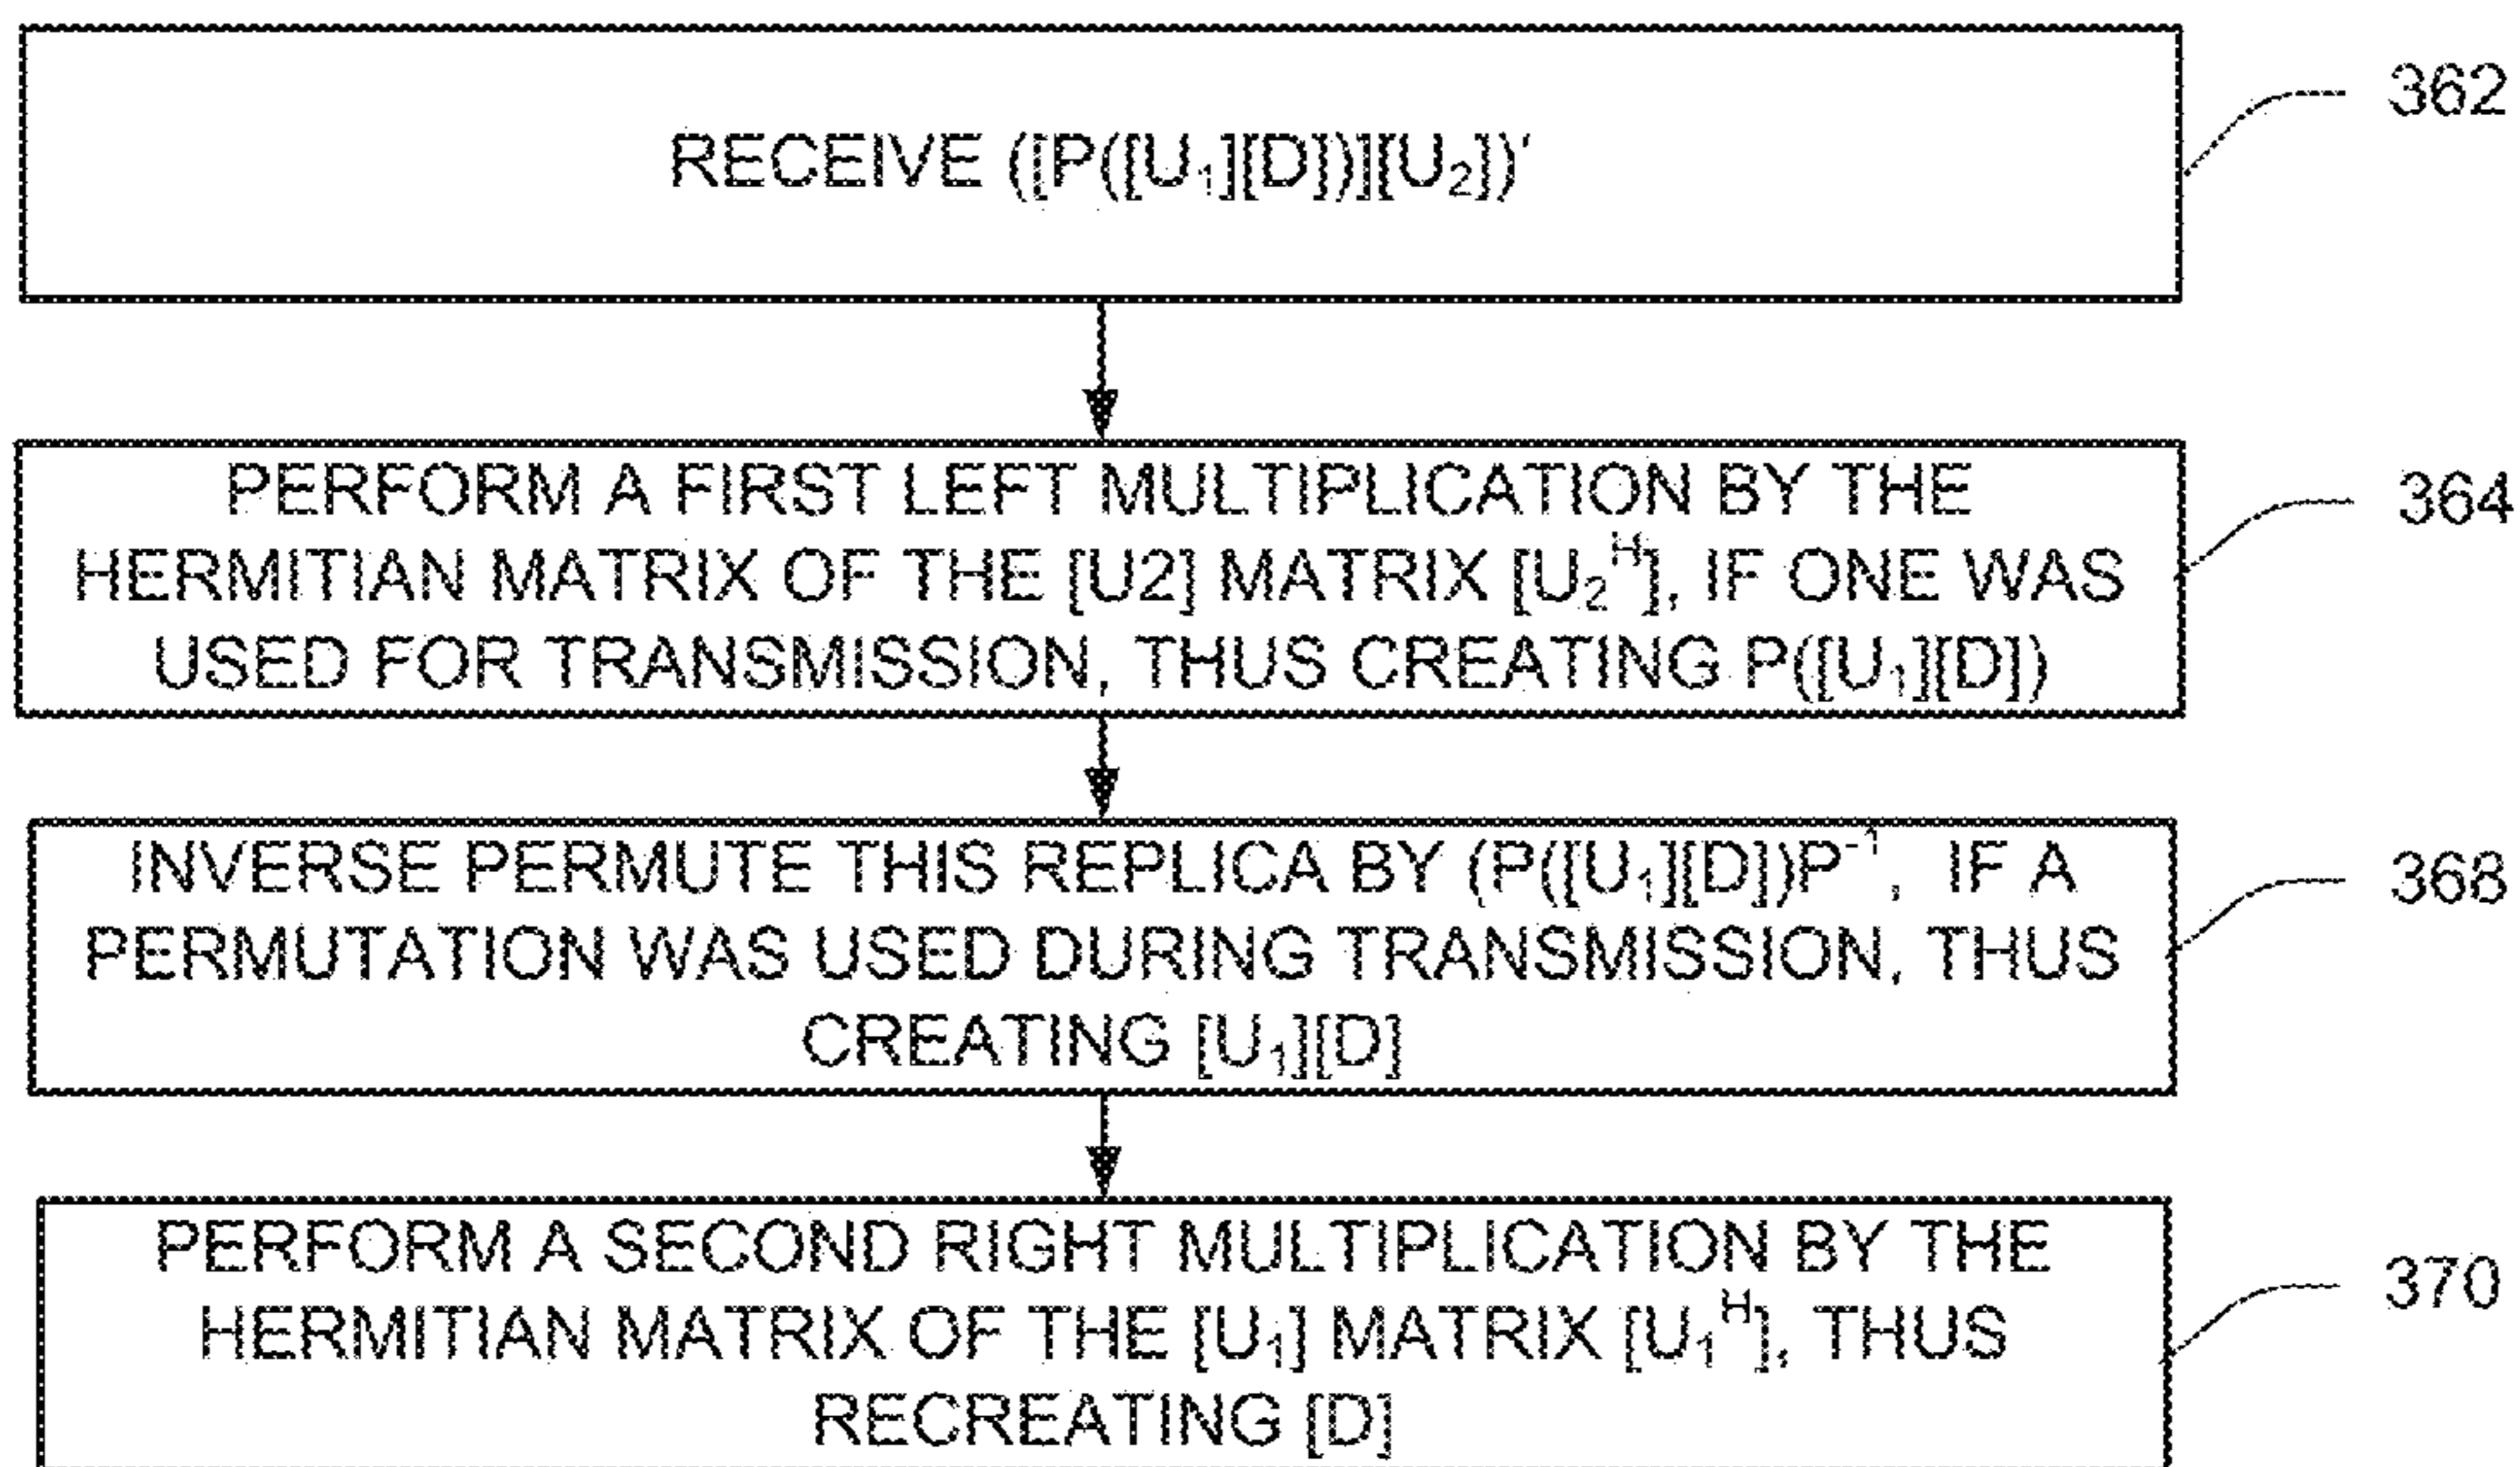 RECEIVE ([P([U₁][D])][U₂])′
362
PERFORM A FIRST LEFT MULTIPLICATION BY THE
HERMITIAN MATRIX OF THE [U2] MATRIX [U₂ᴴ], IF ONE WAS
USED FOR TRANSMISSION, THUS CREATING P([U₁][D])
364
INVERSE PERMUTE THIS REPLICA BY (P([U₁][D])P⁻¹, IF A
PERMUTATION WAS USED DURING TRANSMISSION, THUS
CREATING [U₁][D]
368
PERFORM A SECOND RIGHT MULTIPLICATION BY THE
HERMITIAN MATRIX OF THE [U₁] MATRIX [U₁ᴴ], THUS
RECREATING [D]
370